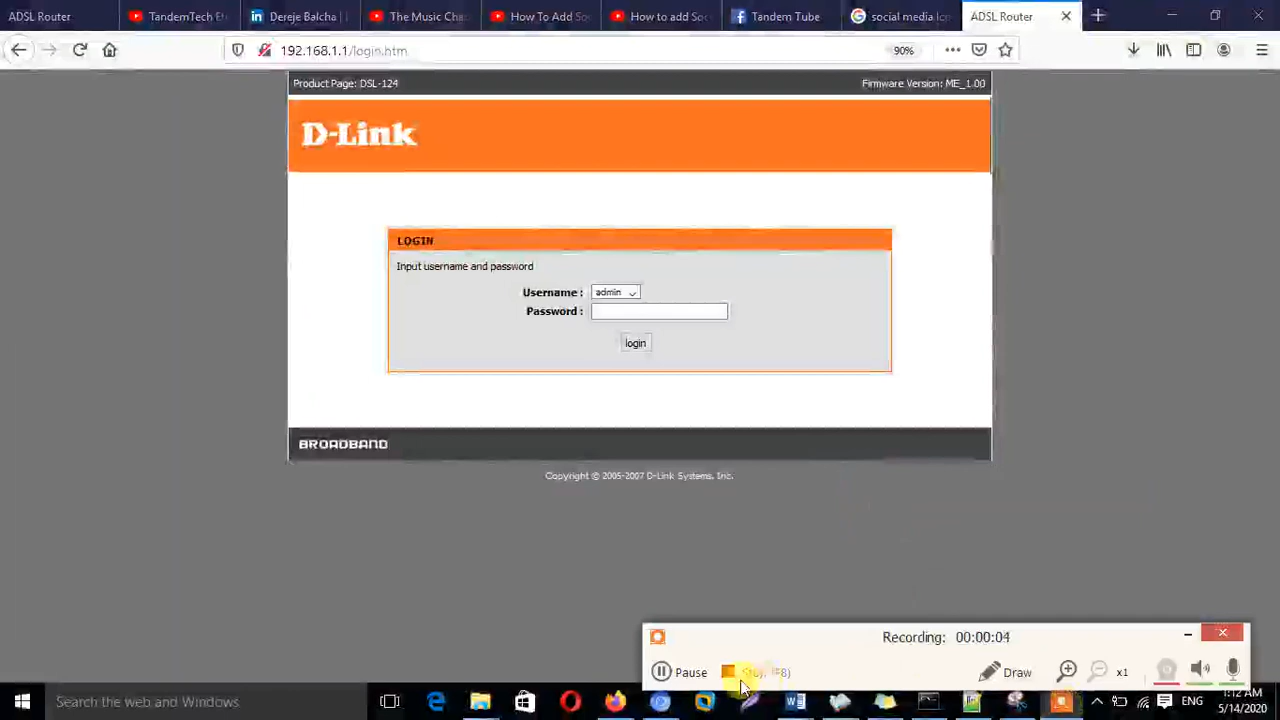 ADSL Router
TandemTech Et
Dereje Balcha |
The Music Cha
How To Add So
How to add Soc
Tandem Tube
social media Ico
ADSL Router
192.168.1.1/login.htm
90%
Product Page: DSL-124
Firmware Version: ME_1.00
D-Link
LOGIN
Input username and password
Username :
admin
Password :
login
BROADBAND
Copyright © 2005-2007 D-Link Systems, Inc.
Recording: 00:00:04
Pause
Draw
x1
Search the web and Windows
ENG
1:12 AM
5/14/2020